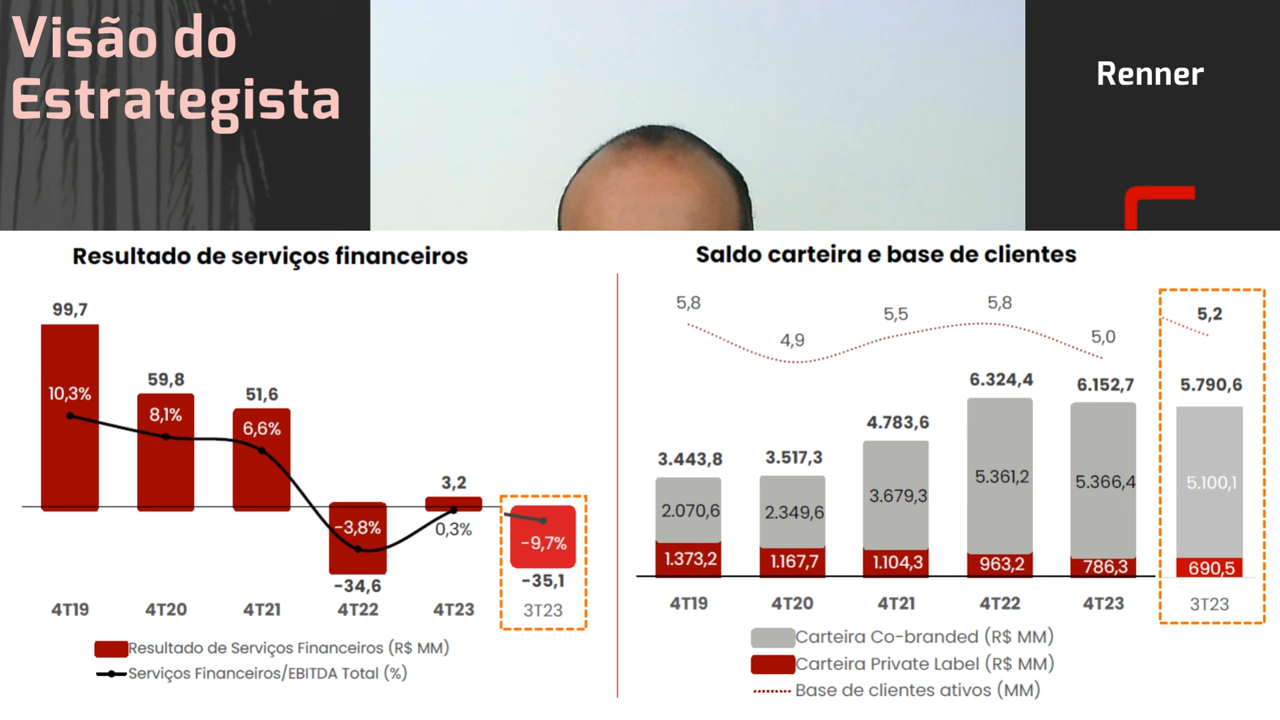 Visão do
Estrategista
Renner
Resultado de serviços financeiros
99,7
59,8
51,6
3,2
10,3%
8,1%
6,6%
-3,8%
0,3%
-9,7%
-34,6
-35,1
4T19 4T20 4T21 4T22 4T23 3T23
Resultado de Serviços Financeiros (R$ MM)
Serviços Financeiros/EBITDA Total (%)
Saldo carteira e base de clientes
5,8 4,9 5,5 5,8 5,0 5,2
3.443,8 3.517,3 4.783,6 6.324,4 6.152,7 5.790,6
2.070,6 2.349,6 3.679,3 5.361,2 5.366,4 5.100,1
1.373,2 1.167,7 1.104,3 963,2 786,3 690,5
4T19 4T20 4T21 4T22 4T23 3T23
Carteira Co-branded (R$ MM)
Carteira Private Label (R$ MM)
Base de clientes ativos (MM)